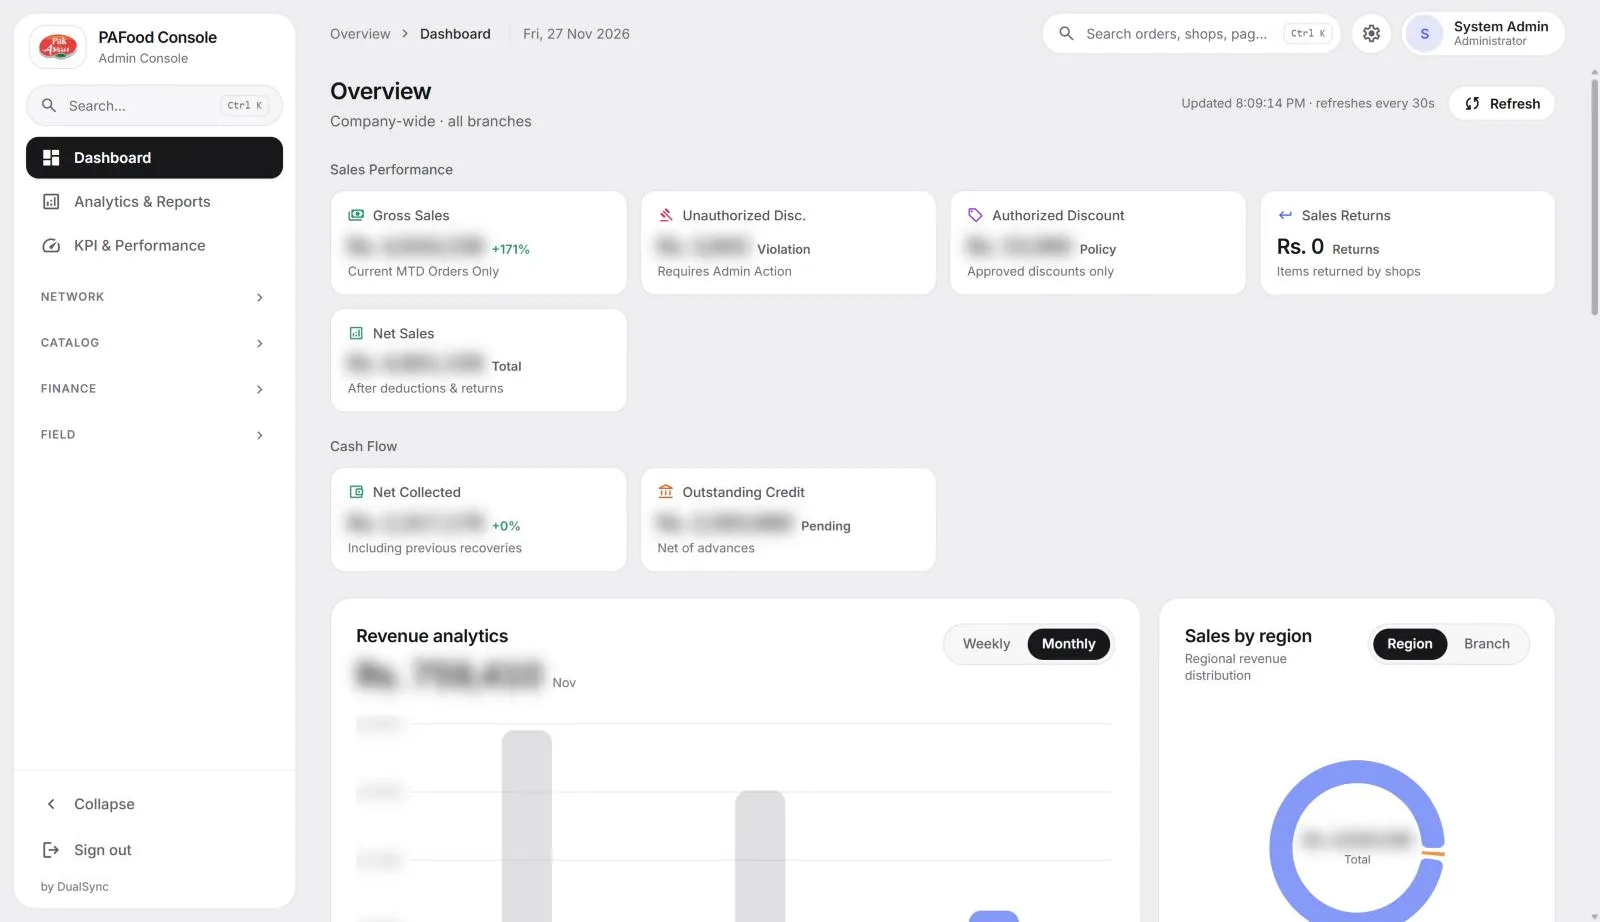 Pak
Asian
PAFood Console
Admin Console
Search...
Ctrl K
Dashboard
Analytics & Reports
KPI & Performance
NETWORK
CATALOG
FINANCE
FIELD
Collapse
Sign out
by DualSync
Overview > Dashboard
Fri, 27 Nov 2026
Search orders, shops, pag...
Ctrl K
S
System Admin
Administrator
Overview
Company-wide · all branches
Updated 8:09:14 PM · refreshes every 30s
Refresh
Sales Performance
Gross Sales
+171%
Current MTD Orders Only
Unauthorized Disc.
Violation
Requires Admin Action
Authorized Discount
Policy
Approved discounts only
Sales Returns
Rs. 0 Returns
Items returned by shops
Net Sales
Total
After deductions & returns
Cash Flow
Net Collected
+0%
Including previous recoveries
Outstanding Credit
Pending
Net of advances
Revenue analytics
Nov
Weekly
Monthly
Sales by region
Regional revenue
distribution
Region
Branch
Total